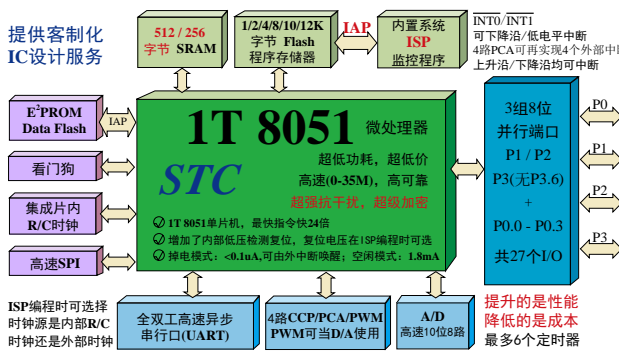 提供客制化
IC设计服务
512 / 256
字节 SRAM
1/2/4/8/10/12K
字节 Flash
程序存储器
IAP
内置系统
ISP
监控程序
INT0/INT1
可下降沿/低电平中断
4路PCA可再实现4个外部中
上升沿/下降沿均可中断
E²PROM
Data Flash
IAP
看门狗
集成片内
R/C时钟
高速SPI
1T 8051
微处理器
STC
超低功耗，超低价
高速(0-35M)，高可靠
超强抗干扰，超级加密
1T 8051单片机，最快指令快24倍
增加了内部低压检测复位，复位电压在ISP编程时可选
掉电模式：<0.1uA,可由外中断唤醒；空闲模式：1.8mA
3组8位
并行端口
P1 / P2
P3(无P3.6)
+
P0.0 - P0.3
共27个I/O
P0
P1
P2
P3
ISP编程时可选择
时钟源是内部R/C
时钟还是外部时钟
全双工高速异步
串行口(UART)
4路CCP/PCA/PWM
PWM可当D/A使用
A/D
高速10位8路
提升的是性能
降低的是成本
最多6个定时器